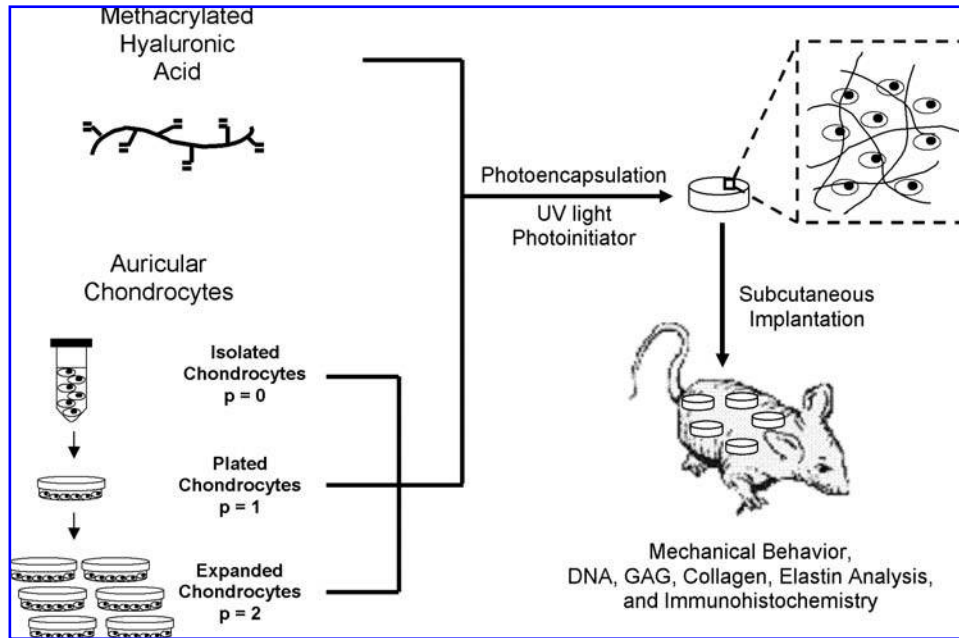 Methacrylated
Hyaluronic
Acid
Auricular
Chondrocytes
Isolated
Chondrocytes
p = 0
Plated
Chondrocytes
p = 1
Expanded
Chondrocytes
p = 2
Photoencapsulation
UV light
Photoinitiator
Subcutaneous
Implantation
Mechanical Behavior,
DNA, GAG, Collagen, Elastin Analysis,
and Immunohistochemistry